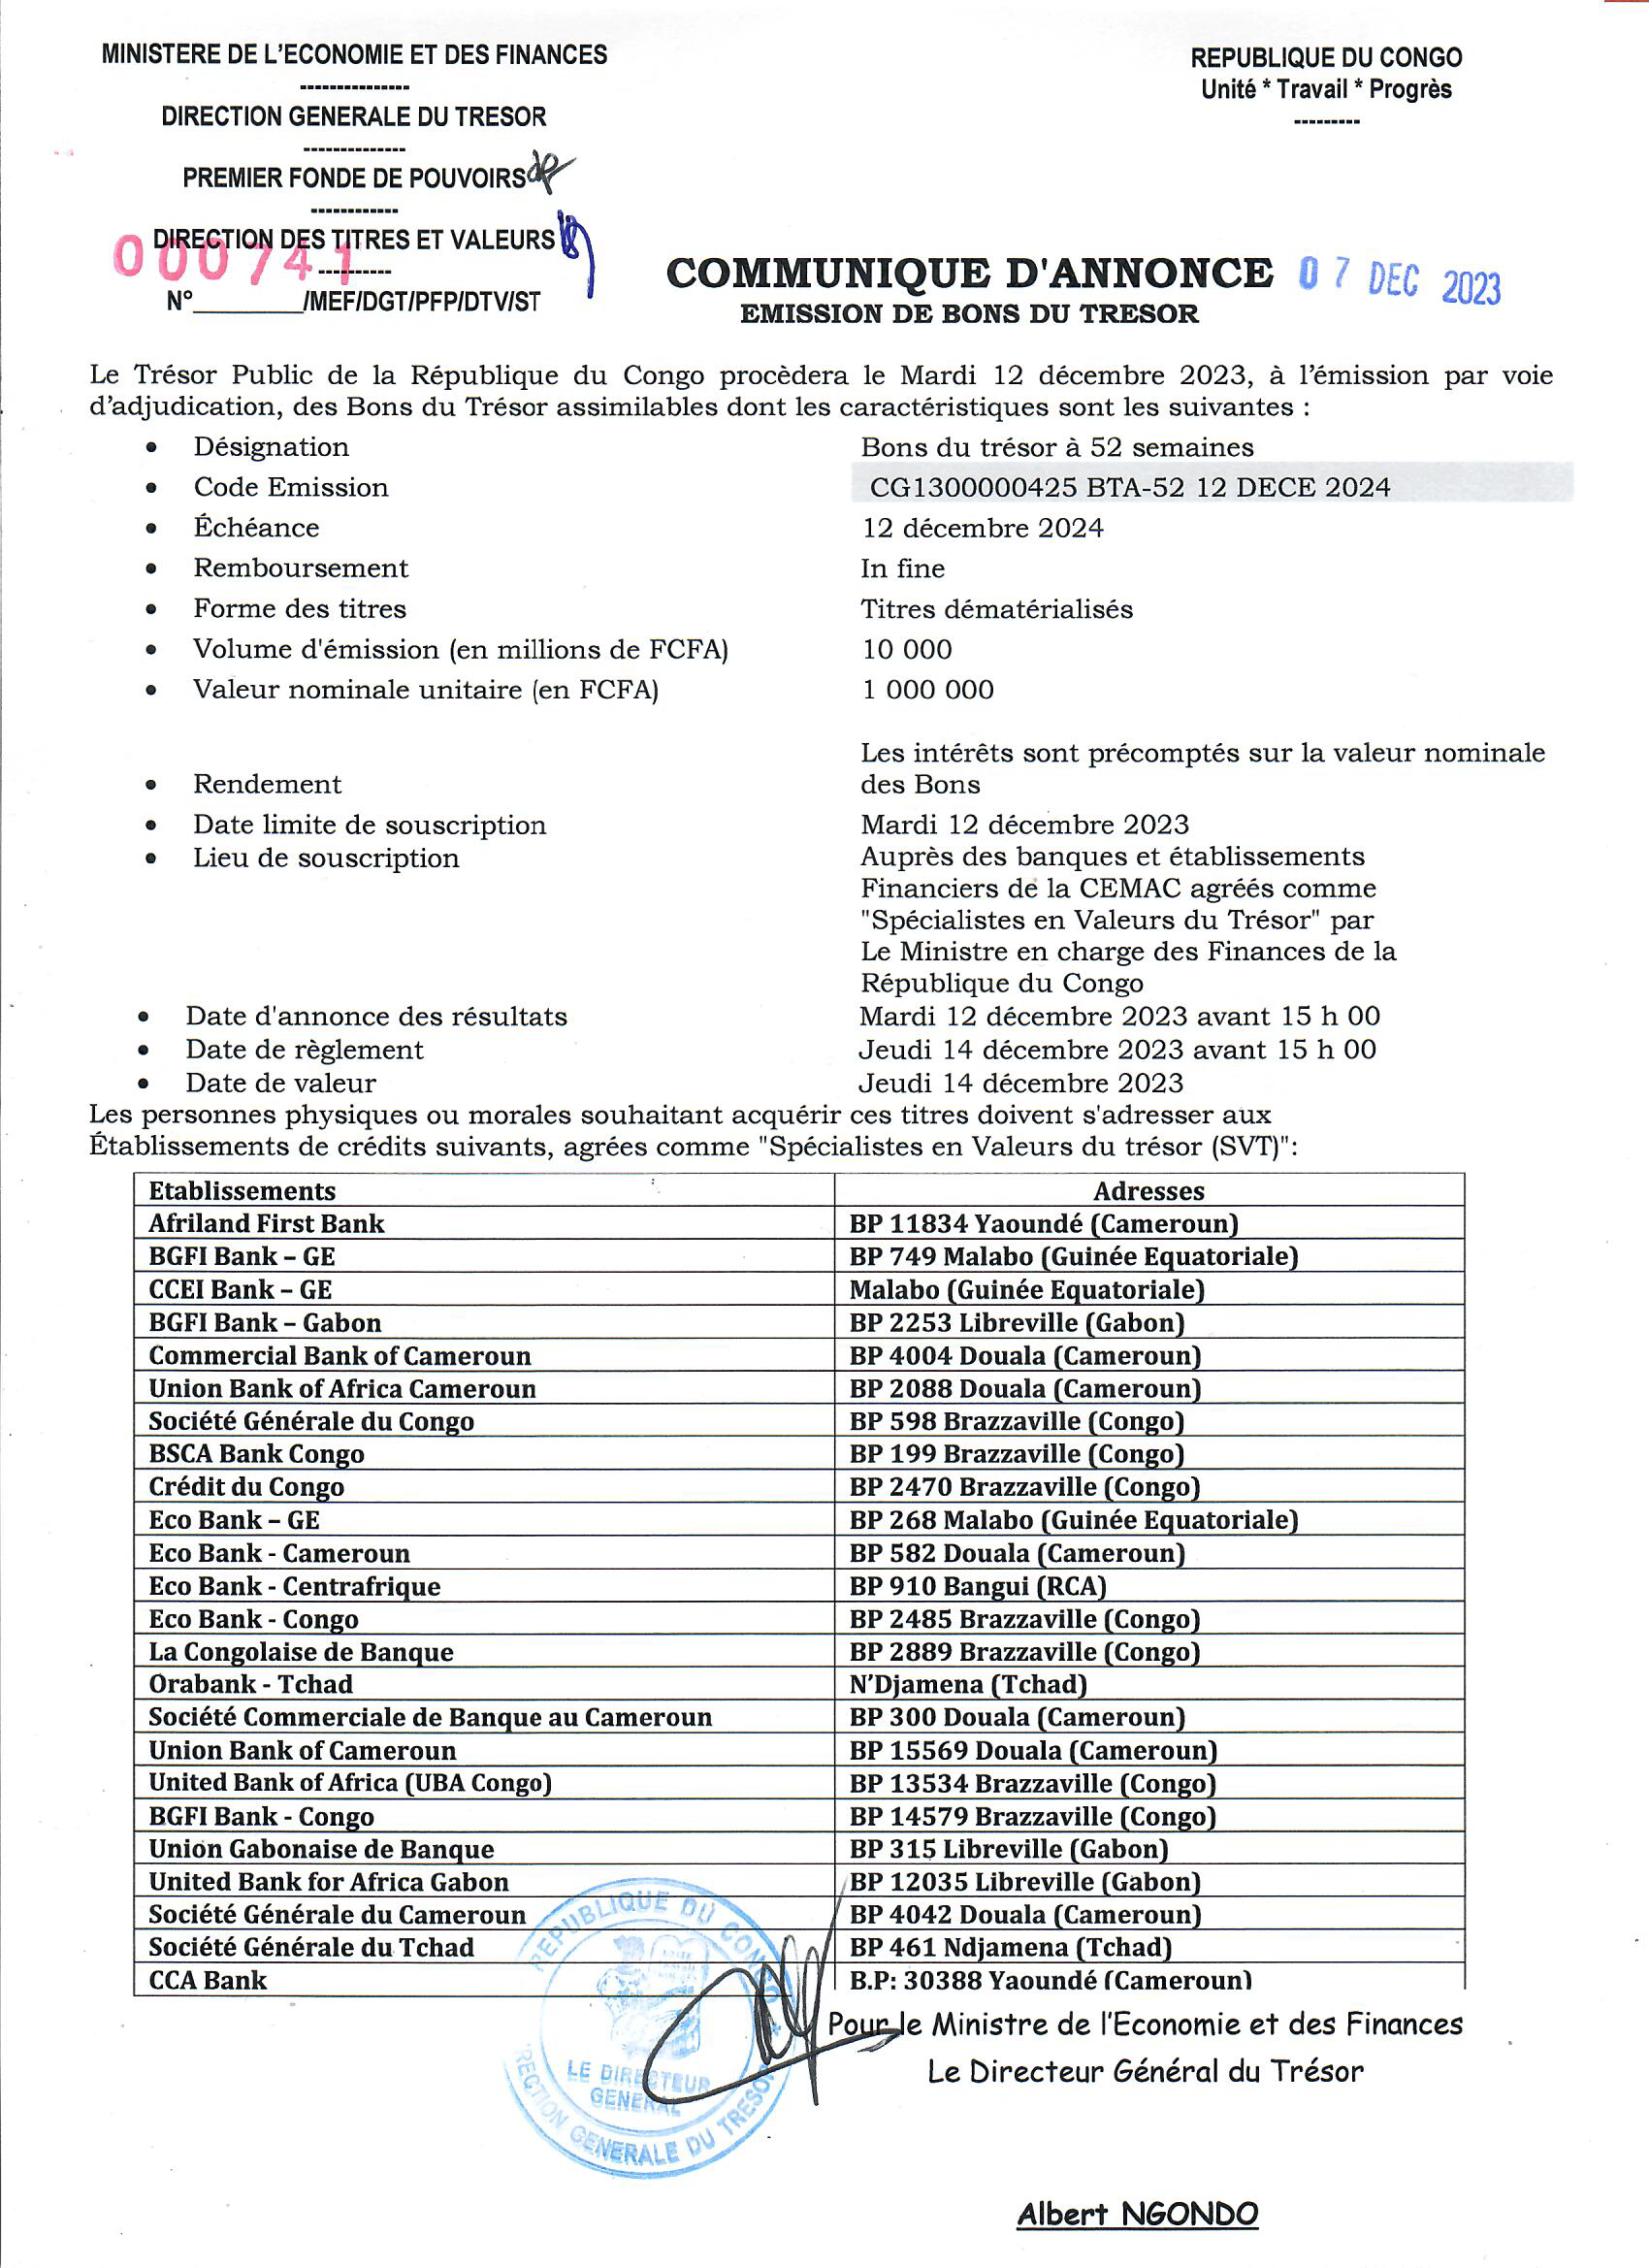 MINISTERE DE L'ECONOMIE ET DES FINANCES
---------------
DIRECTION GENERALE DU TRESOR
--------------
PREMIER FONDE DE POUVOIRS
------------
DIRECTION DES TITRES ET VALEURS
000741
----------
N°________/MEF/DGT/PFP/DTV/ST
REPUBLIQUE DU CONGO
Unité * Travail * Progrès
---------
COMMUNIQUE D'ANNONCE 07 DEC 2023
EMISSION DE BONS DU TRESOR
Le Trésor Public de la République du Congo procèdera le Mardi 12 décembre 2023, à l'émission par voie
d'adjudication, des Bons du Trésor assimilables dont les caractéristiques sont les suivantes :
• Désignation Bons du trésor à 52 semaines
• Code Emission CG1300000425 BTA-52 12 DECE 2024
• Échéance 12 décembre 2024
• Remboursement In fine
• Forme des titres Titres dématérialisés
• Volume d'émission (en millions de FCFA) 10 000
• Valeur nominale unitaire (en FCFA) 1 000 000
Les intérêts sont précomptés sur la valeur nominale
• Rendement des Bons
• Date limite de souscription Mardi 12 décembre 2023
• Lieu de souscription Auprès des banques et établissements
Financiers de la CEMAC agréés comme
"Spécialistes en Valeurs du Trésor" par
Le Ministre en charge des Finances de la
République du Congo
• Date d'annonce des résultats Mardi 12 décembre 2023 avant 15 h 00
• Date de règlement Jeudi 14 décembre 2023 avant 15 h 00
• Date de valeur Jeudi 14 décembre 2023
Les personnes physiques ou morales souhaitant acquérir ces titres doivent s'adresser aux
Établissements de crédits suivants, agrées comme "Spécialistes en Valeurs du trésor (SVT)":
Etablissements Adresses
Afriland First Bank BP 11834 Yaoundé (Cameroun)
BGFI Bank – GE BP 749 Malabo (Guinée Equatoriale)
CCEI Bank – GE Malabo (Guinée Equatoriale)
BGFI Bank – Gabon BP 2253 Libreville (Gabon)
Commercial Bank of Cameroun BP 4004 Douala (Cameroun)
Union Bank of Africa Cameroun BP 2088 Douala (Cameroun)
Société Générale du Congo BP 598 Brazzaville (Congo)
BSCA Bank Congo BP 199 Brazzaville (Congo)
Crédit du Congo BP 2470 Brazzaville (Congo)
Eco Bank – GE BP 268 Malabo (Guinée Equatoriale)
Eco Bank - Cameroun BP 582 Douala (Cameroun)
Eco Bank - Centrafrique BP 910 Bangui (RCA)
Eco Bank - Congo BP 2485 Brazzaville (Congo)
La Congolaise de Banque BP 2889 Brazzaville (Congo)
Orabank - Tchad N'Djamena (Tchad)
Société Commerciale de Banque au Cameroun BP 300 Douala (Cameroun)
Union Bank of Cameroun BP 15569 Douala (Cameroun)
United Bank of Africa (UBA Congo) BP 13534 Brazzaville (Congo)
BGFI Bank - Congo BP 14579 Brazzaville (Congo)
Union Gabonaise de Banque BP 315 Libreville (Gabon)
United Bank for Africa Gabon BP 12035 Libreville (Gabon)
Société Générale du Cameroun BP 4042 Douala (Cameroun)
Société Générale du Tchad BP 461 Ndjamena (Tchad)
CCA Bank B.P: 30388 Yaoundé (Cameroun)
REPUBLIQUE DU CONGO
LE DIRECTEUR
GENERAL
GENERALE DU TRESOR
Pour le Ministre de l'Economie et des Finances
Le Directeur Général du Trésor
Albert NGONDO